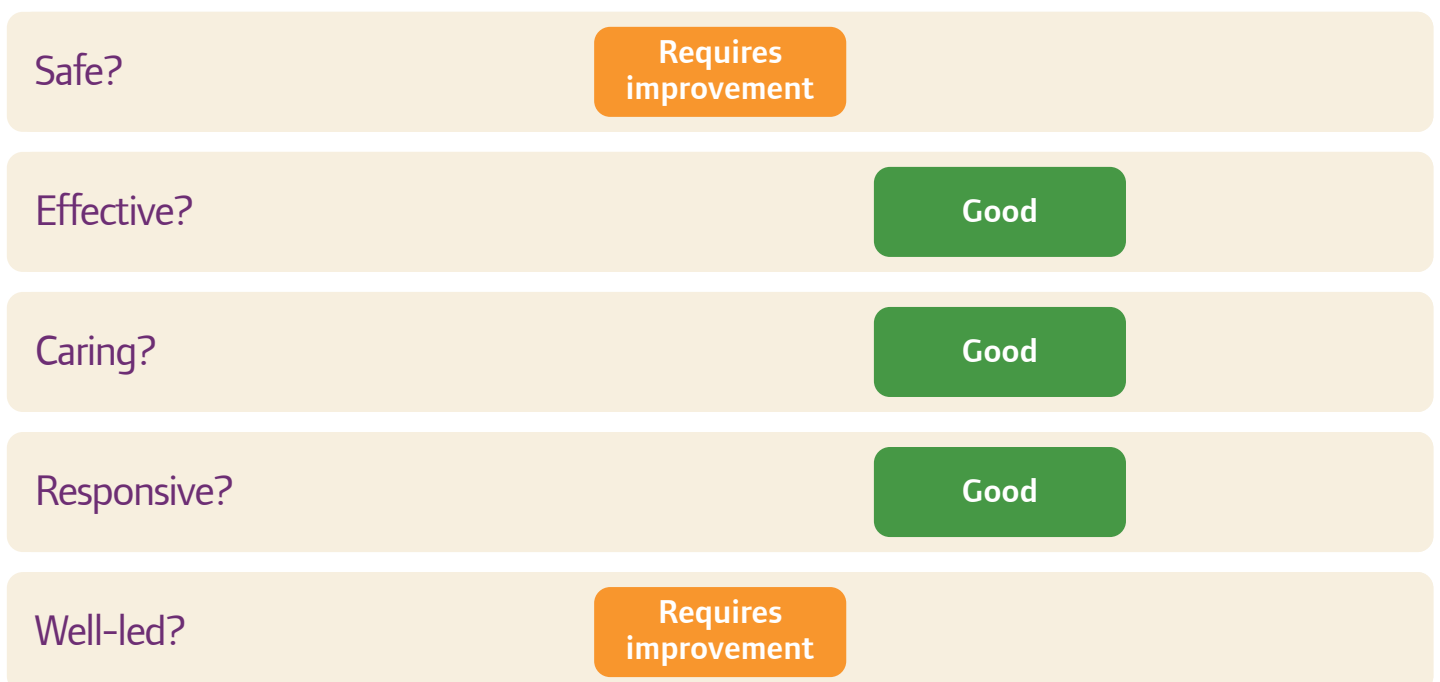 Safe?
Requires
improvement
Effective?
Good
Caring?
Good
Responsive?
Good
Well-led?
Requires
improvement